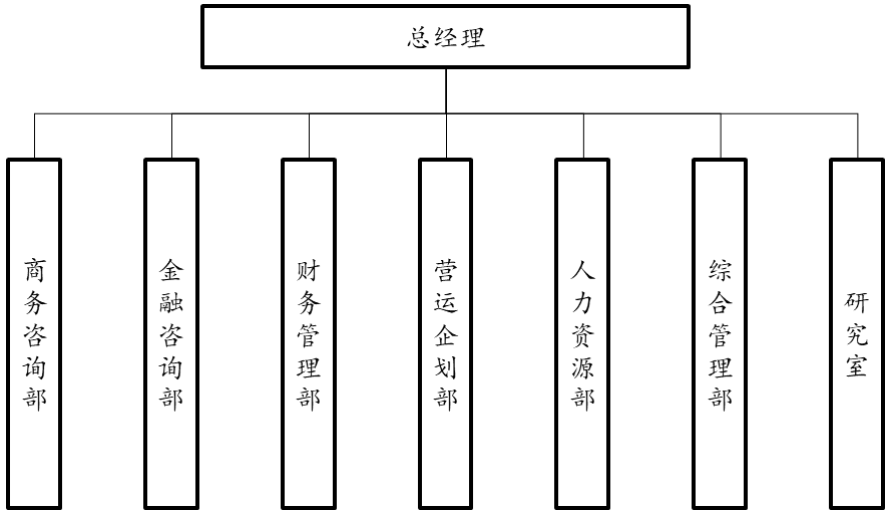 总经理
商务咨询部
金融咨询部
财务管理部
营运企划部
人力资源部
综合管理部
研究室